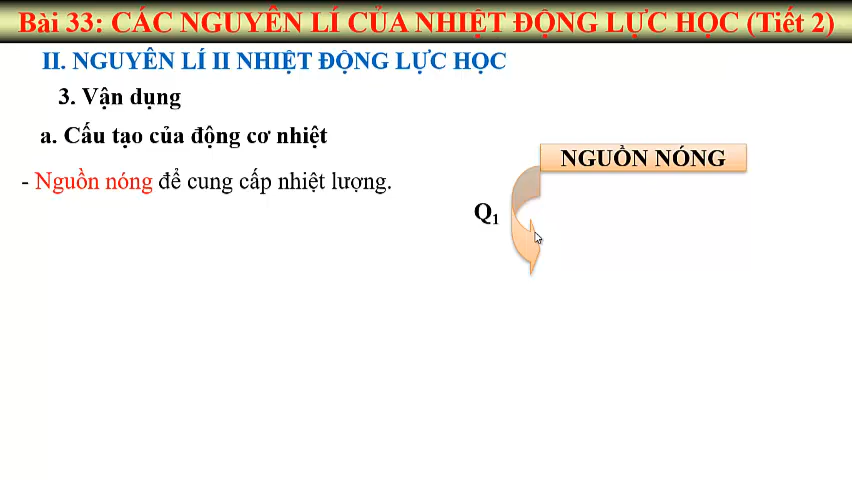 Bài 33: CÁC NGUYÊN LÍ CỦA NHIỆT ĐỘNG LỰC HỌC (Tiết 2)
II. NGUYÊN LÍ II NHIỆT ĐỘNG LỰC HỌC
3. Vận dụng
a. Cấu tạo của động cơ nhiệt
- Nguồn nóng để cung cấp nhiệt lượng.
NGUỒN NÓNG
Q₁